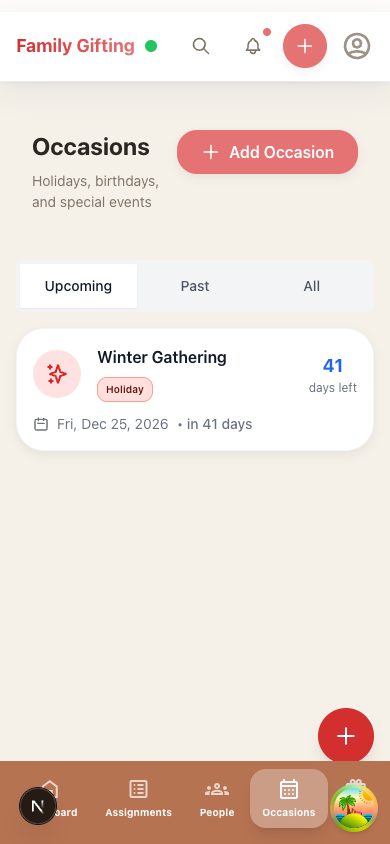 Family Gifting
Occasions
Add Occasion
Holidays, birthdays,
and special events
Upcoming
Past
All
Winter Gathering
41
Holiday
days left
Fri, Dec 25, 2026 • in 41 days
N
oard
Assignments
People
Occasions